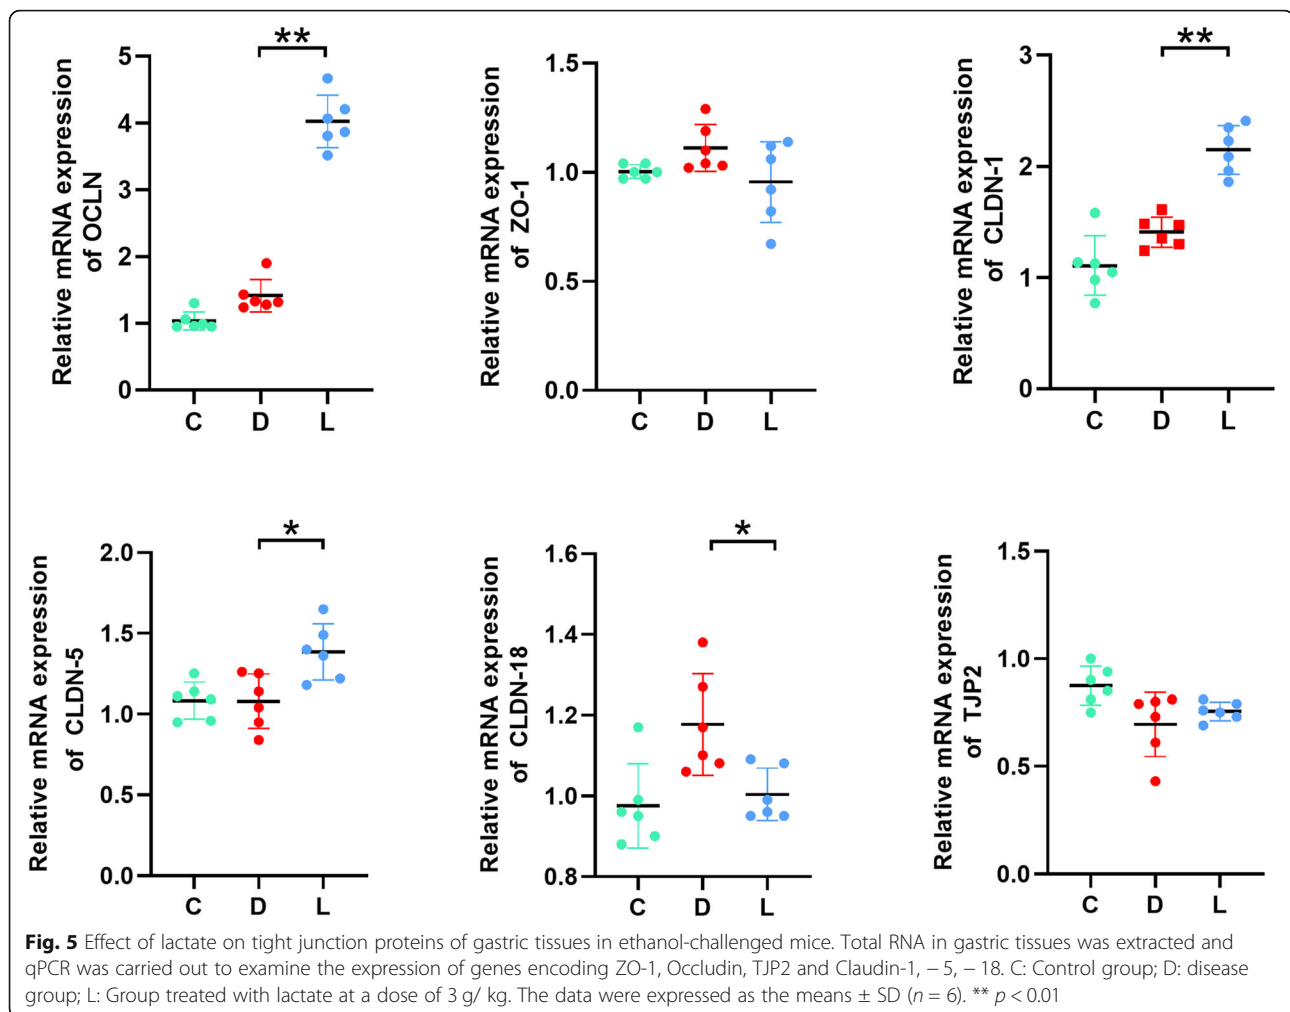 **
5
4
3
2
1
0
Relative mRNA expression
of OCLN
C D L
1.5
1.0
0.5
0.0
Relative mRNA expression
of ZO-1
C D L
**
3
2
1
0
Relative mRNA expression
of CLDN-1
C D L
*
2.0
1.5
1.0
0.5
0.0
Relative mRNA expression
of CLDN-5
C D L
*
1.6
1.4
1.2
1.0
0.8
Relative mRNA expression
of CLDN-18
C D L
1.5
1.0
0.5
0.0
Relative mRNA expression
of TJP2
C D L
Fig. 5 Effect of lactate on tight junction proteins of gastric tissues in ethanol-challenged mice. Total RNA in gastric tissues was extracted and
qPCR was carried out to examine the expression of genes encoding ZO-1, Occludin, TJP2 and Claudin-1, − 5, − 18. C: Control group; D: disease
group; L: Group treated with lactate at a dose of 3 g/ kg. The data were expressed as the means ± SD (n = 6). ** p < 0.01